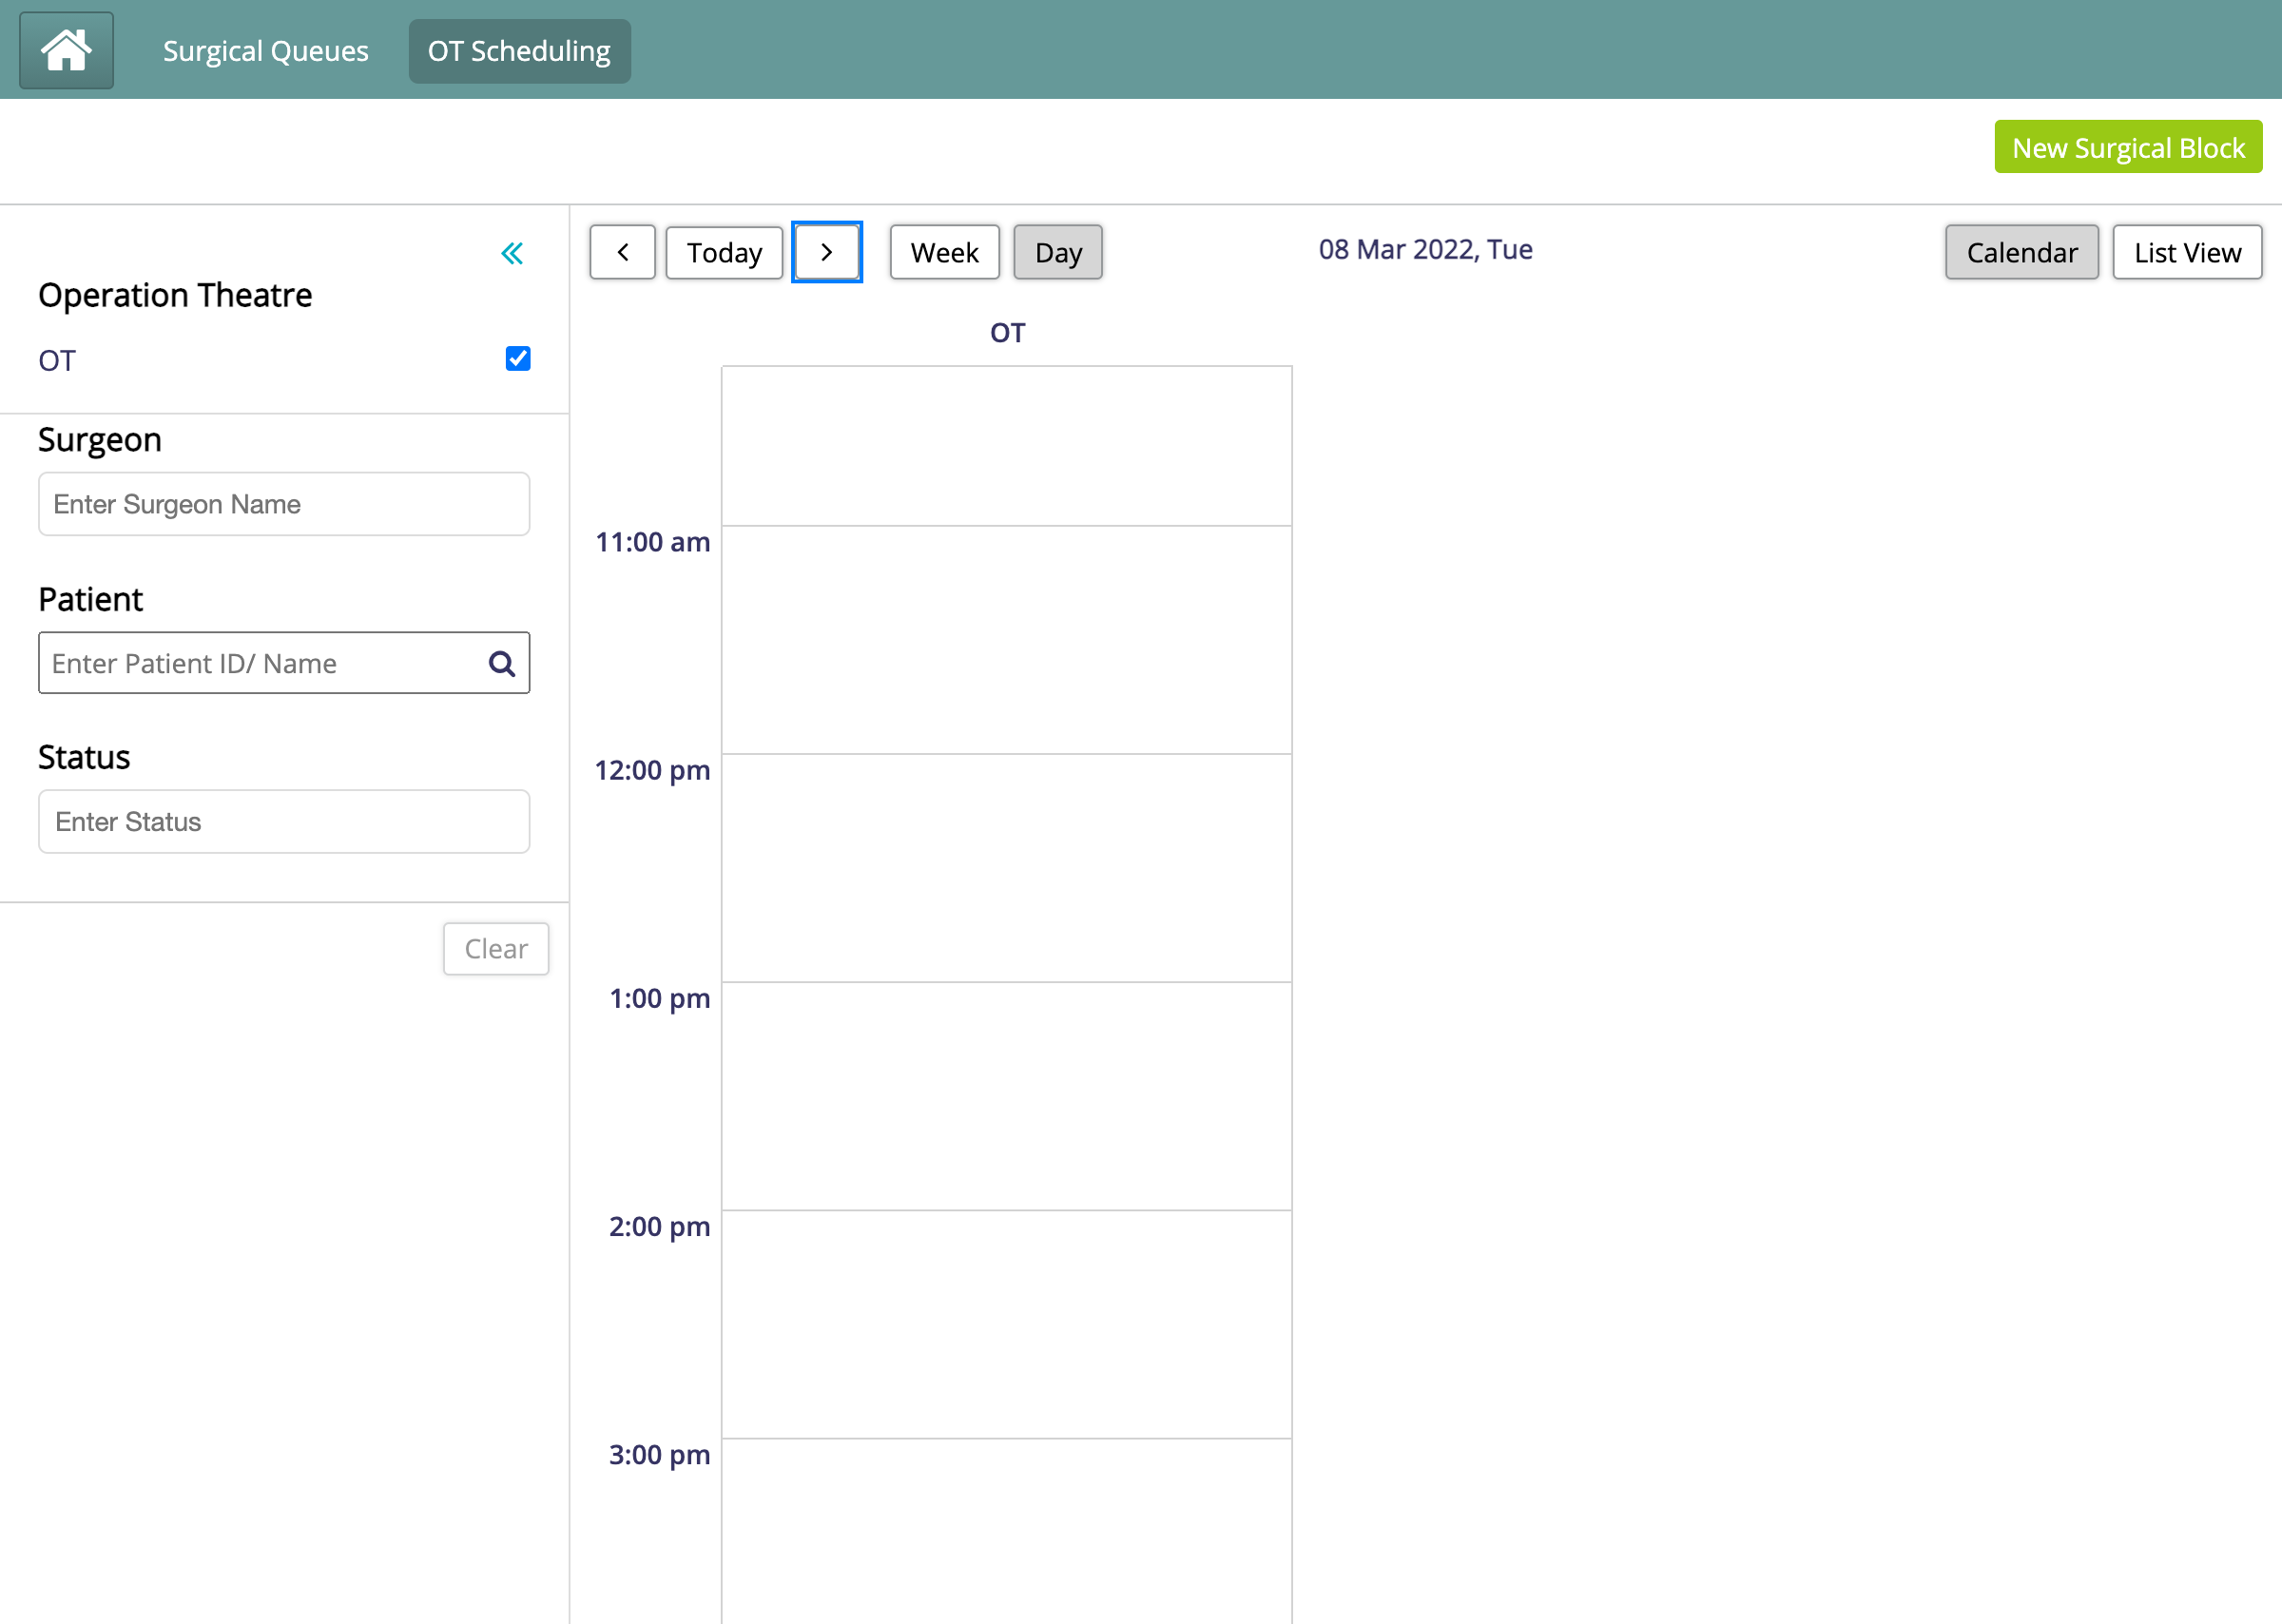 Surgical Queues
OT Scheduling
New Surgical Block
Operation Theatre
OT
Surgeon
Enter Surgeon Name
Patient
Enter Patient ID/ Name
Status
Enter Status
Clear
Today
Week
Day
08 Mar 2022, Tue
Calendar
List View
OT
11:00 am
12:00 pm
1:00 pm
2:00 pm
3:00 pm